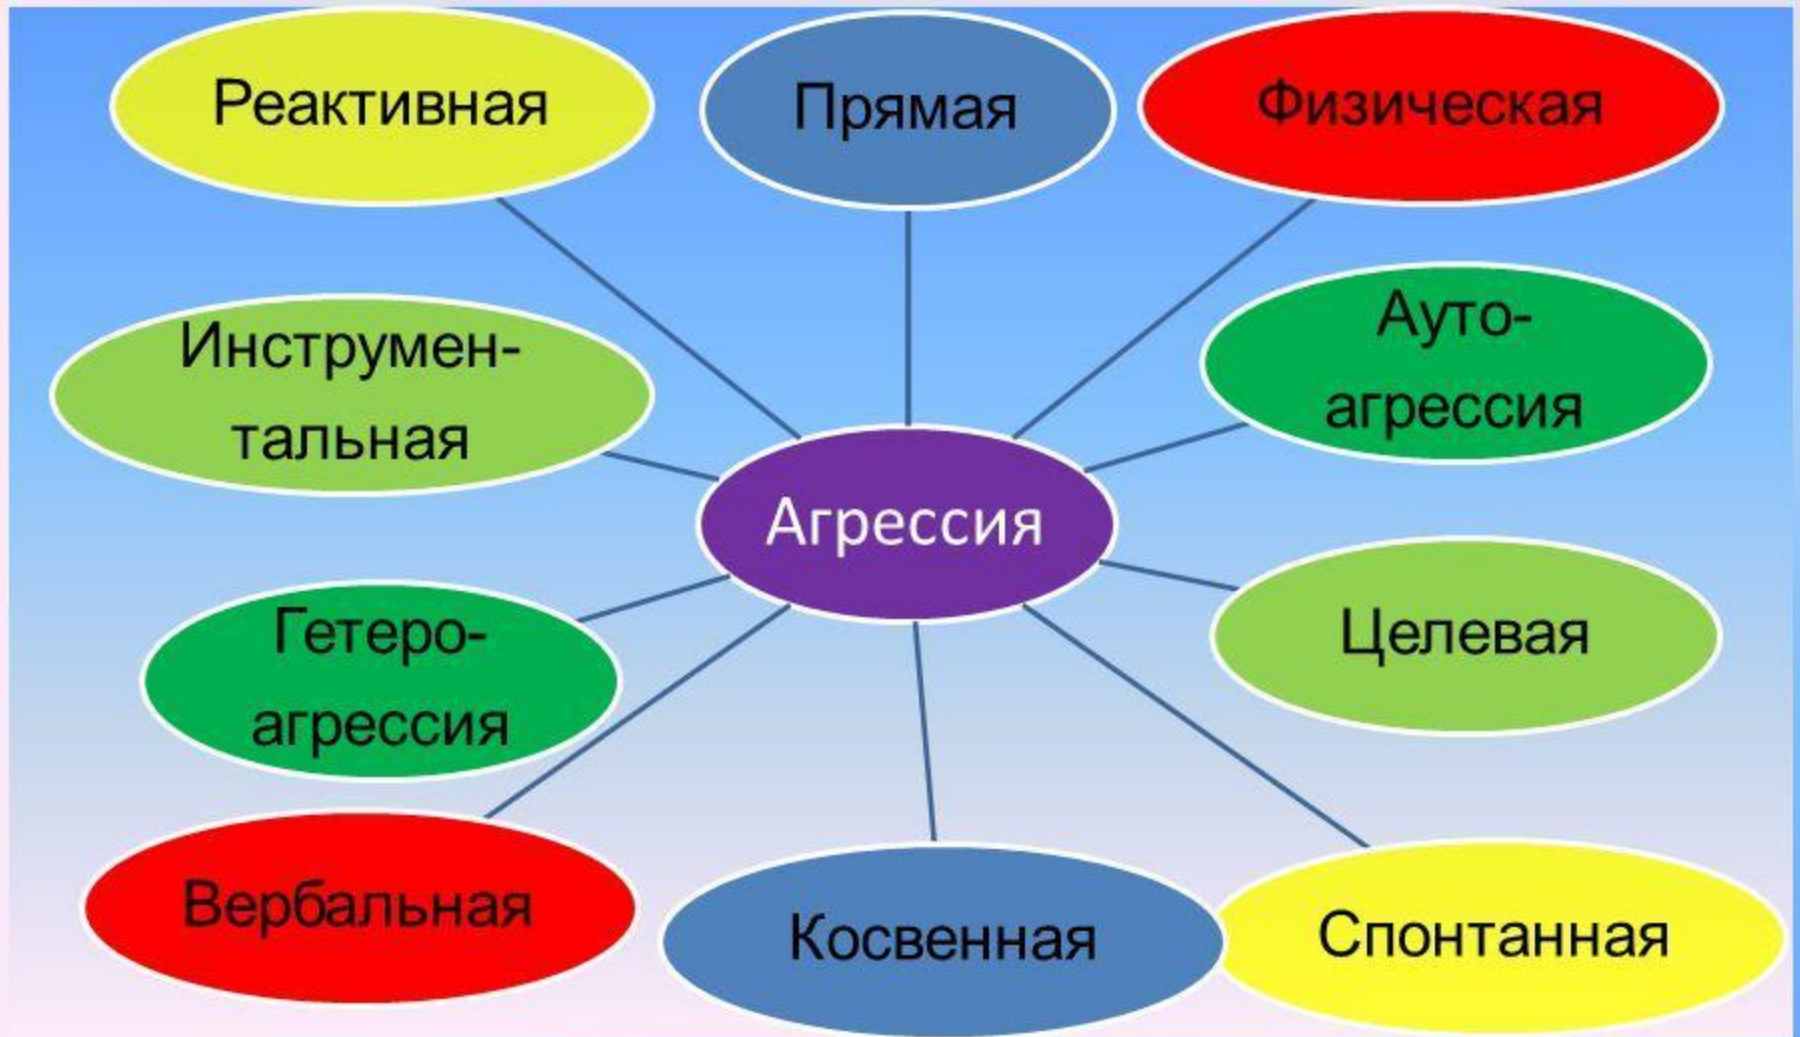 Реактивная
Прямая
Физическая
Инструмен-
тальная
Ауто-
агрессия
Агрессия
Гетеро-
агрессия
Целевая
Вербальная
Косвенная
Спонтанная